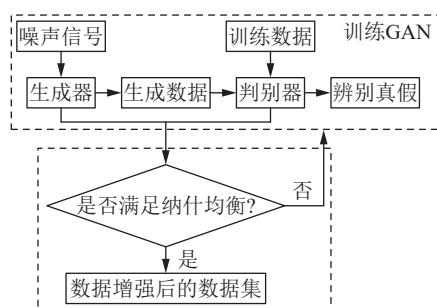 噪声信号
训练数据
训练GAN
生成器
生成数据
判别器
辨别真假
是否满足纳什均衡?
否
是
数据增强后的数据集